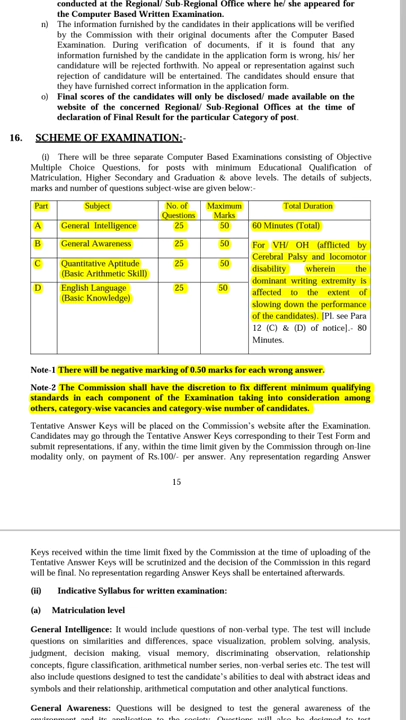 conducted at the Regional/ Sub-Regional Office where he/ she appeared for
the Computer Based Written Examination.
n) The information furnished by the candidates in their applications will be verified
by the Commission with their original documents after the Computer Based
Examination. During verification of documents, if it is found that any
information furnished by the candidate in the application form is wrong, his/ her
candidature will be rejected forthwith. No appeal or representation against such
rejection of candidature will be entertained. The candidates should ensure that
they have furnished correct information in the application form.
o) Final scores of the candidates will only be disclosed/ made available on the
website of the concerned Regional/ Sub-Regional Offices at the time of
declaration of Final Result for the particular Category of post.
16. SCHEME OF EXAMINATION:-
(i) There will be three separate Computer Based Examinations consisting of Objective
Multiple Choice Questions, for posts with minimum Educational Qualification of
Matriculation, Higher Secondary and Graduation & above levels. The details of subjects,
marks and number of questions subject-wise are given below:-
Part Subject No. of Questions Maximum Marks Total Duration
A General Intelligence 25 50 60 Minutes (Total)
B General Awareness 25 50 For VH/ OH (afflicted by
Cerebral Palsy and locomotor
C Quantitative Aptitude 25 50 disability wherein the
(Basic Arithmetic Skill) dominant writing extremity is
D English Language 25 50 affected to the extent of
(Basic Knowledge) slowing down the performance
of the candidates). [Pl. see Para
12 (C) & (D) of notice].- 80
Minutes.
Note-1 There will be negative marking of 0.50 marks for each wrong answer.
Note-2 The Commission shall have the discretion to fix different minimum qualifying
standards in each component of the Examination taking into consideration among
others, category-wise vacancies and category-wise number of candidates.
Tentative Answer Keys will be placed on the Commission's website after the Examination.
Candidates may go through the Tentative Answer Keys corresponding to their Test Form and
submit representations, if any, within the time limit given by the Commission through on-line
modality only, on payment of Rs.100/- per answer. Any representation regarding Answer
15
Keys received within the time limit fixed by the Commission at the time of uploading of the
Tentative Answer Keys will be scrutinized and the decision of the Commission in this regard
will be final. No representation regarding Answer Keys shall be entertained afterwards.
(ii) Indicative Syllabus for written examination:
(a) Matriculation level
General Intelligence: It would include questions of non-verbal type. The test will include
questions on similarities and differences, space visualization, problem solving, analysis,
judgment, decision making, visual memory, discriminating observation, relationship
concepts, figure classification, arithmetical number series, non-verbal series etc. The test will
also include questions designed to test the candidate's abilities to deal with abstract ideas and
symbols and their relationship, arithmetical computation and other analytical functions.
General Awareness: Questions will be designed to test the general awareness of the